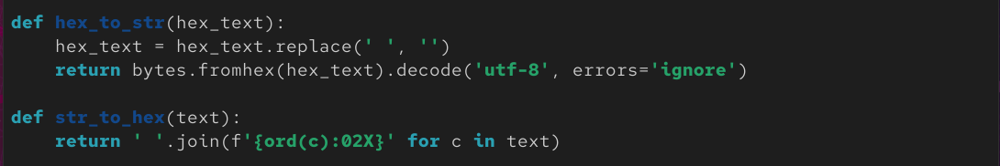 def hex_to_str(hex_text):
    hex_text = hex_text.replace(' ', '')
    return bytes.fromhex(hex_text).decode('utf-8', errors='ignore')

def str_to_hex(text):
    return ' '.join(f'{ord(c):02X}' for c in text)